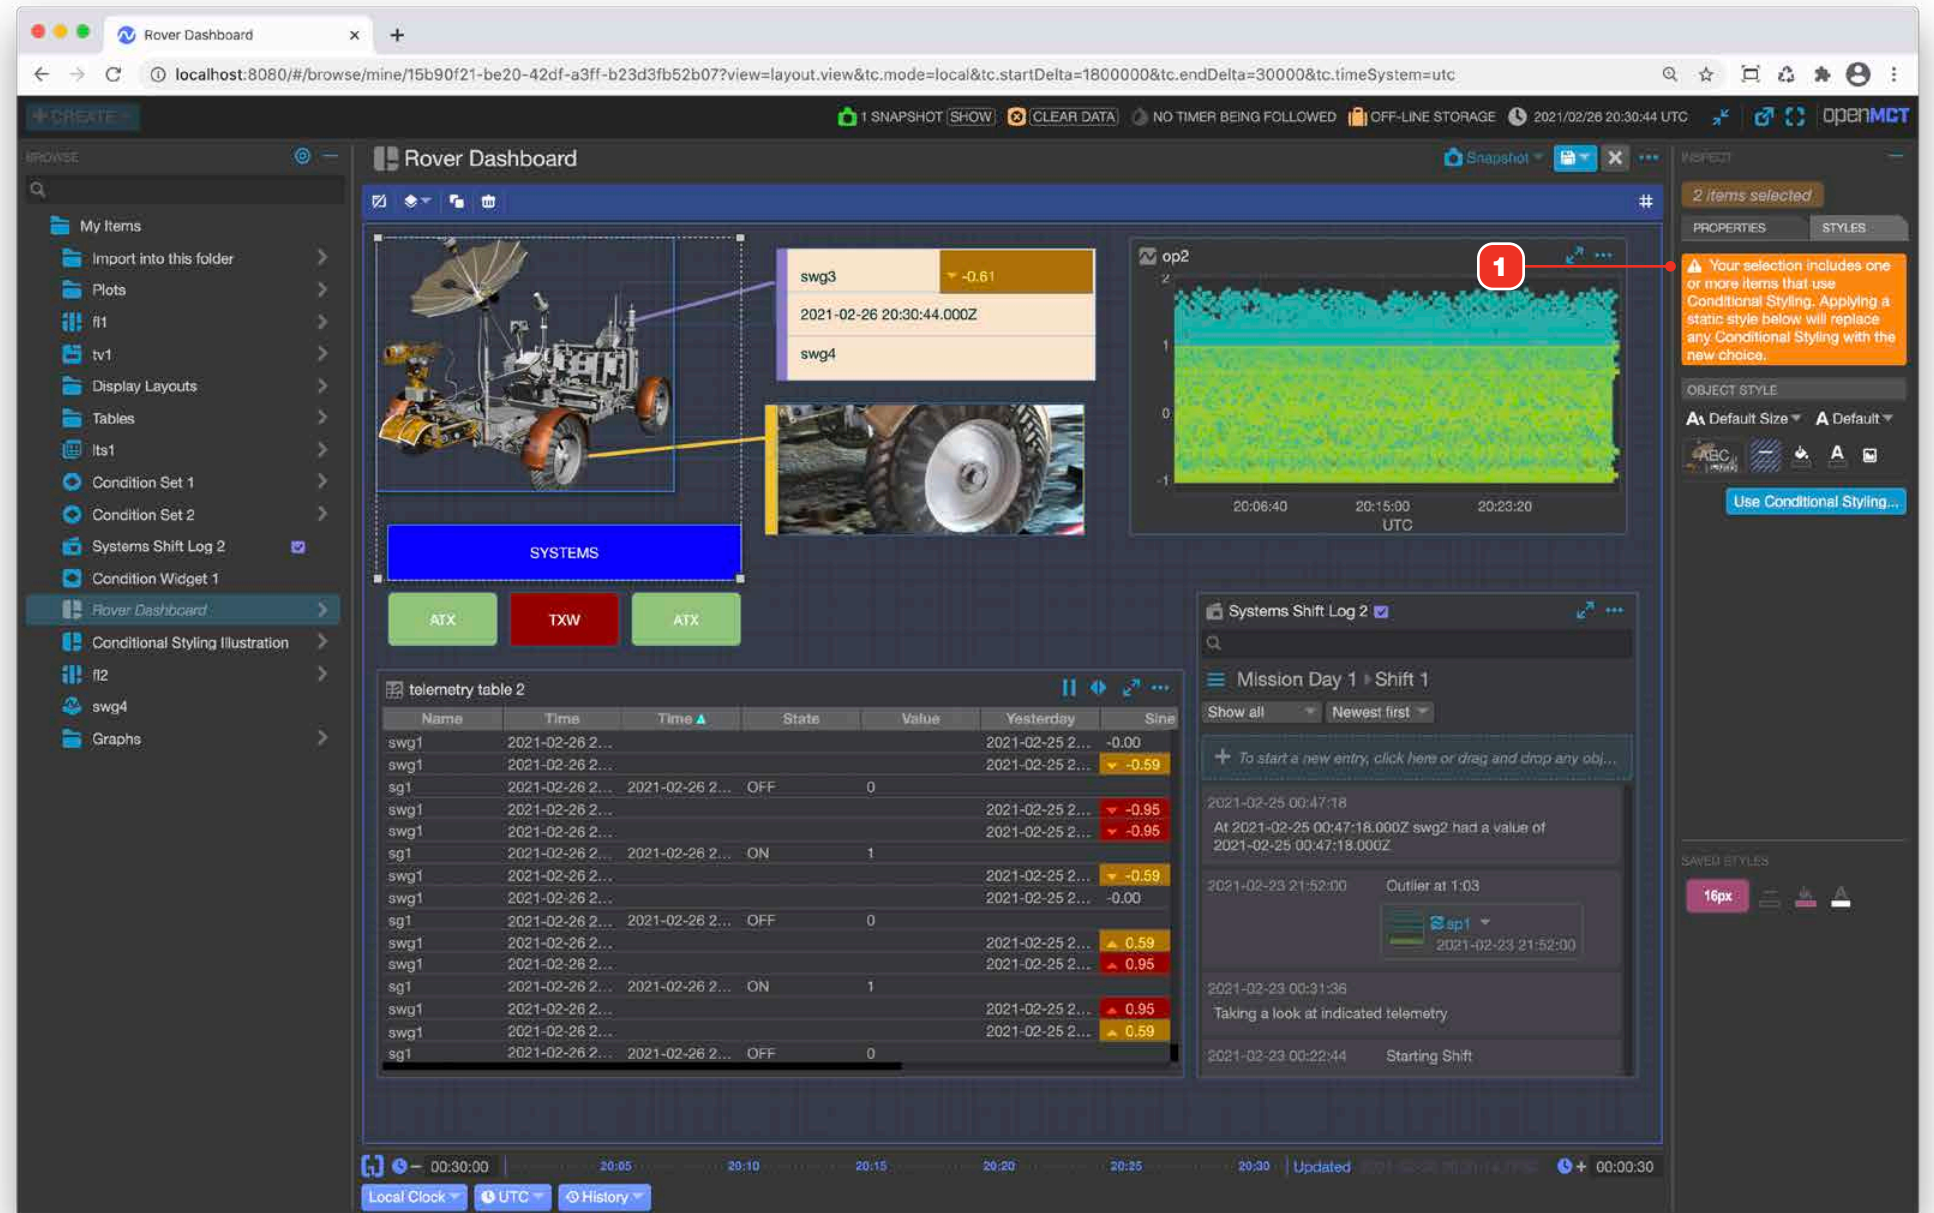 Rover Dashboard
localhost:8080/#/browse/mine/15b90f21-be20-42df-a3ff-b23d3fb52b07?view=layout.view&tc.mode=local&tc.startDelta=1800000&tc.endDelta=30000&tc.timeSystem=utc
CREATE
1 SNAPSHOT SHOW
CLEAR DATA
NO TIMER BEING FOLLOWED
OFF-LINE STORAGE
2021/02/26 20:30:44 UTC
openMCT
BROWSE
My Items
Import into this folder
Plots
fl1
tv1
Display Layouts
Tables
lts1
Condition Set 1
Condition Set 2
Systems Shift Log 2
Condition Widget 1
Rover Dashboard
Conditional Styling Illustration
fl2
swg4
Graphs
Rover Dashboard
Snapshot
swg3 -0.61
2021-02-26 20:30:44.000Z
swg4
SYSTEMS
ATX TXW ATX
op2
2
1
0
-1
20:06:40 20:15:00 20:23:20
UTC
1
telemetry table 2
Name Time Time State Value Yesterday Sine
swg1 2021-02-26 2... 2021-02-25 2... -0.00
swg1 2021-02-26 2... 2021-02-25 2... -0.59
sg1 2021-02-26 2... 2021-02-26 2... OFF 0
swg1 2021-02-26 2... 2021-02-25 2... -0.95
swg1 2021-02-26 2... 2021-02-25 2... -0.95
sg1 2021-02-26 2... 2021-02-26 2... ON 1
swg1 2021-02-26 2... 2021-02-25 2... -0.59
swg1 2021-02-26 2... 2021-02-25 2... -0.00
sg1 2021-02-26 2... 2021-02-26 2... OFF 0
swg1 2021-02-26 2... 2021-02-25 2... 0.59
swg1 2021-02-26 2... 2021-02-25 2... 0.95
sg1 2021-02-26 2... 2021-02-26 2... ON 1
swg1 2021-02-26 2... 2021-02-25 2... 0.95
swg1 2021-02-26 2... 2021-02-25 2... 0.59
sg1 2021-02-26 2... 2021-02-26 2... OFF 0
Systems Shift Log 2
Mission Day 1 Shift 1
Show all Newest first
To start a new entry, click here or drag and drop any obj...
2021-02-25 00:47:18
At 2021-02-25 00:47:18.000Z swg2 had a value of
2021-02-25 00:47:18.000Z
2021-02-23 21:52:00 Outlier at 1:03
sp1
2021-02-23 21:52:00
2021-02-23 00:31:36
Taking a look at indicated telemetry
2021-02-23 00:22:44 Starting Shift
00:30:00 20:05 20:10 20:15 20:20 20:25 20:30 Updated
00:00:30
Local Clock UTC History
INSPECT
2 items selected
PROPERTIES STYLES
Your selection includes one
or more items that use
Conditional Styling. Applying a
static style below will replace
any Conditional Styling with the
new choice.
OBJECT STYLE
Default Size Default
ABC
Use Conditional Styling...
SAVED STYLES
16px